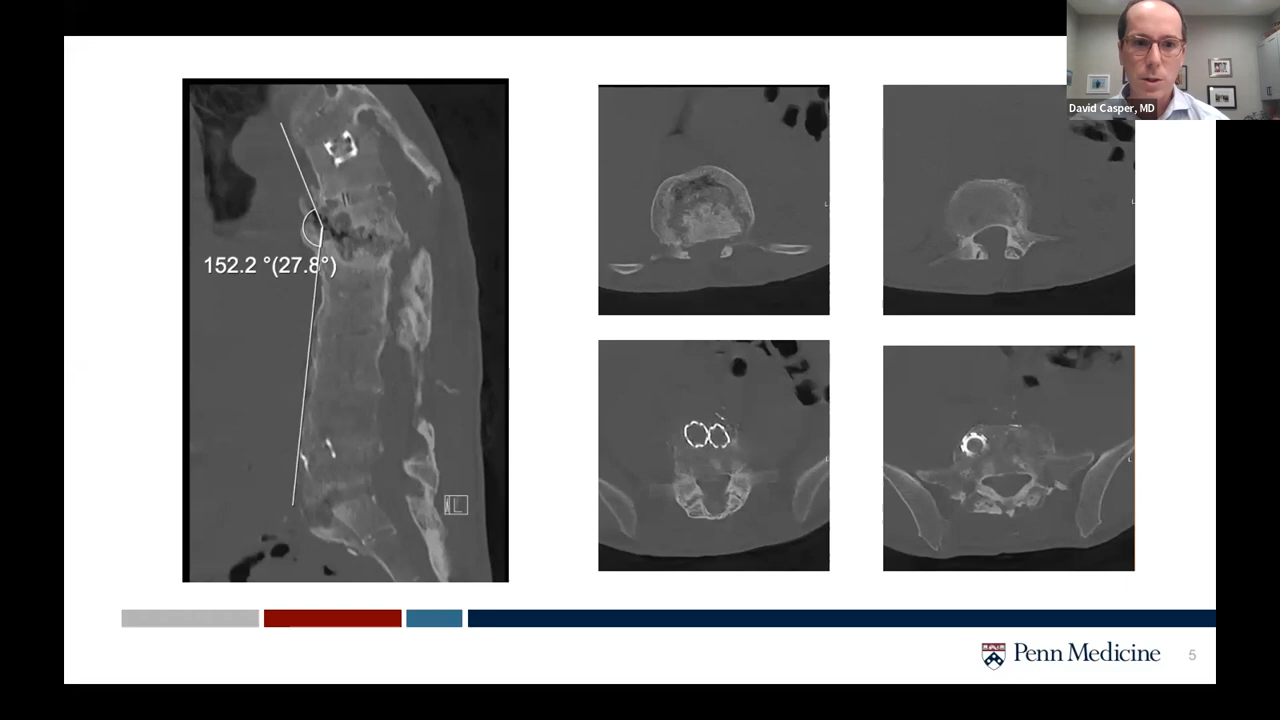 David Casper, MD
152.2 °(27.8°)
L
L
L
L
Penn Medicine
5